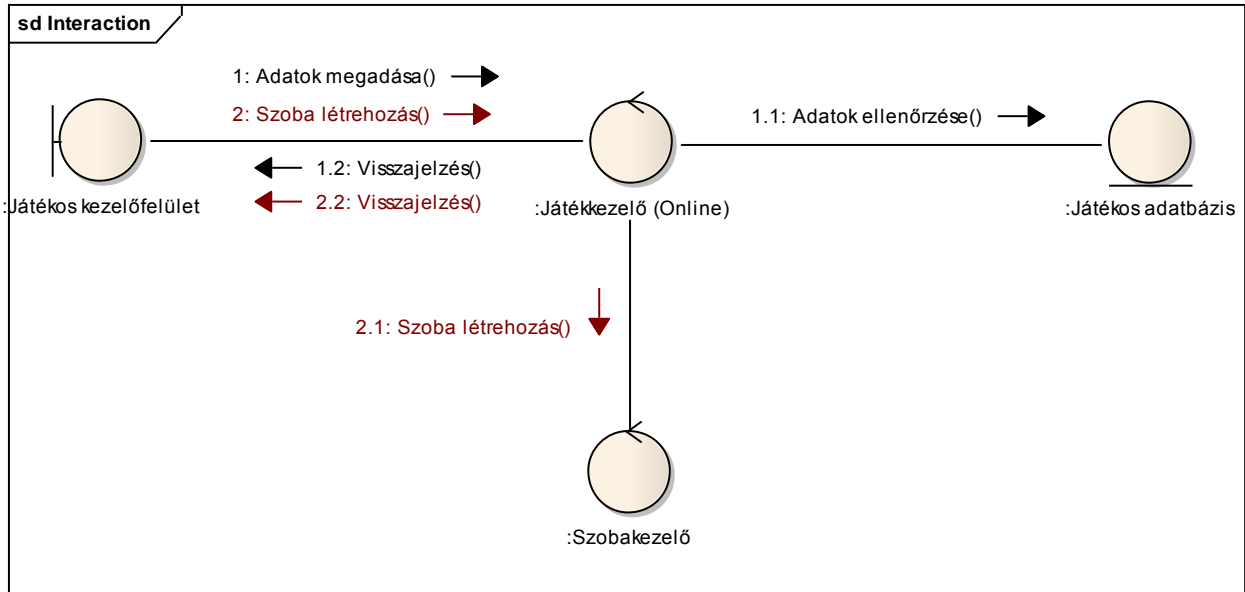 sd Interaction
1: Adatok megadása()
2: Szoba létrehozás()
1.1: Adatok ellenőrzése()
1.2: Visszajelzés()
2.2: Visszajelzés()
:Játékos kezelőfelület
:Játékkezelő (Online)
:Játékos adatbázis
2.1: Szoba létrehozás()
:Szobakezelő